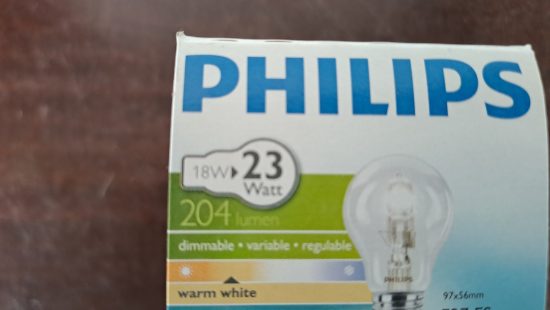 PHILIPS
18W 23
Watt
204 lumen
dimmable • variable • regulable
PHILIPS
warm white
97x56mm